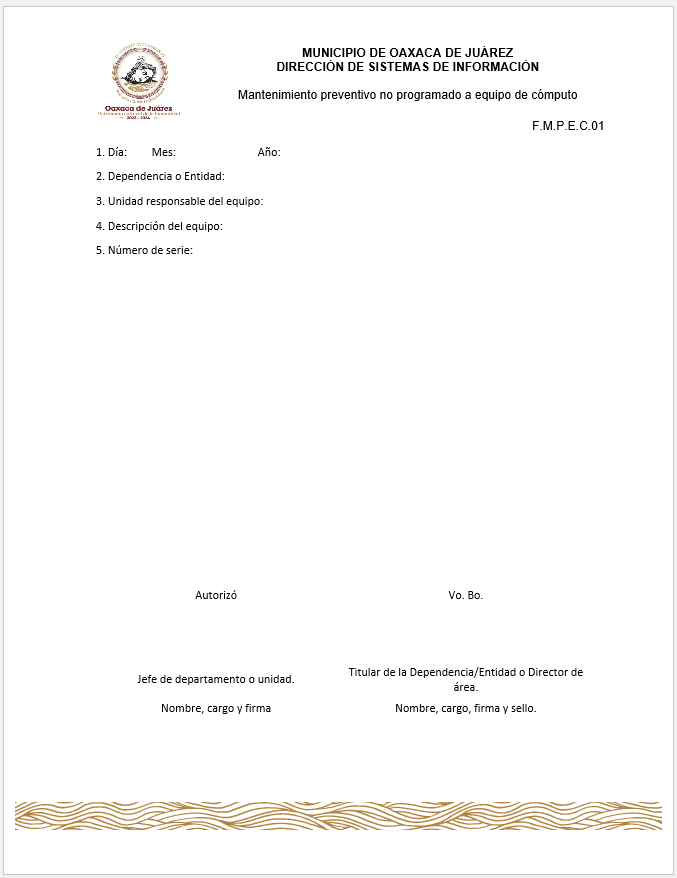 Oaxaca de Juárez
2022 - 2024
MUNICIPIO DE OAXACA DE JUÁREZ
DIRECCIÓN DE SISTEMAS DE INFORMACIÓN
Mantenimiento preventivo no programado a equipo de cómputo
F.M.P.E.C.01
1. Día: Mes: Año:
2. Dependencia o Entidad:
3. Unidad responsable del equipo:
4. Descripción del equipo:
5. Número de serie:
Autorizó Vo. Bo.
Jefe de departamento o unidad.
Titular de la Dependencia/Entidad o Director de
área.
Nombre, cargo y firma Nombre, cargo, firma y sello.